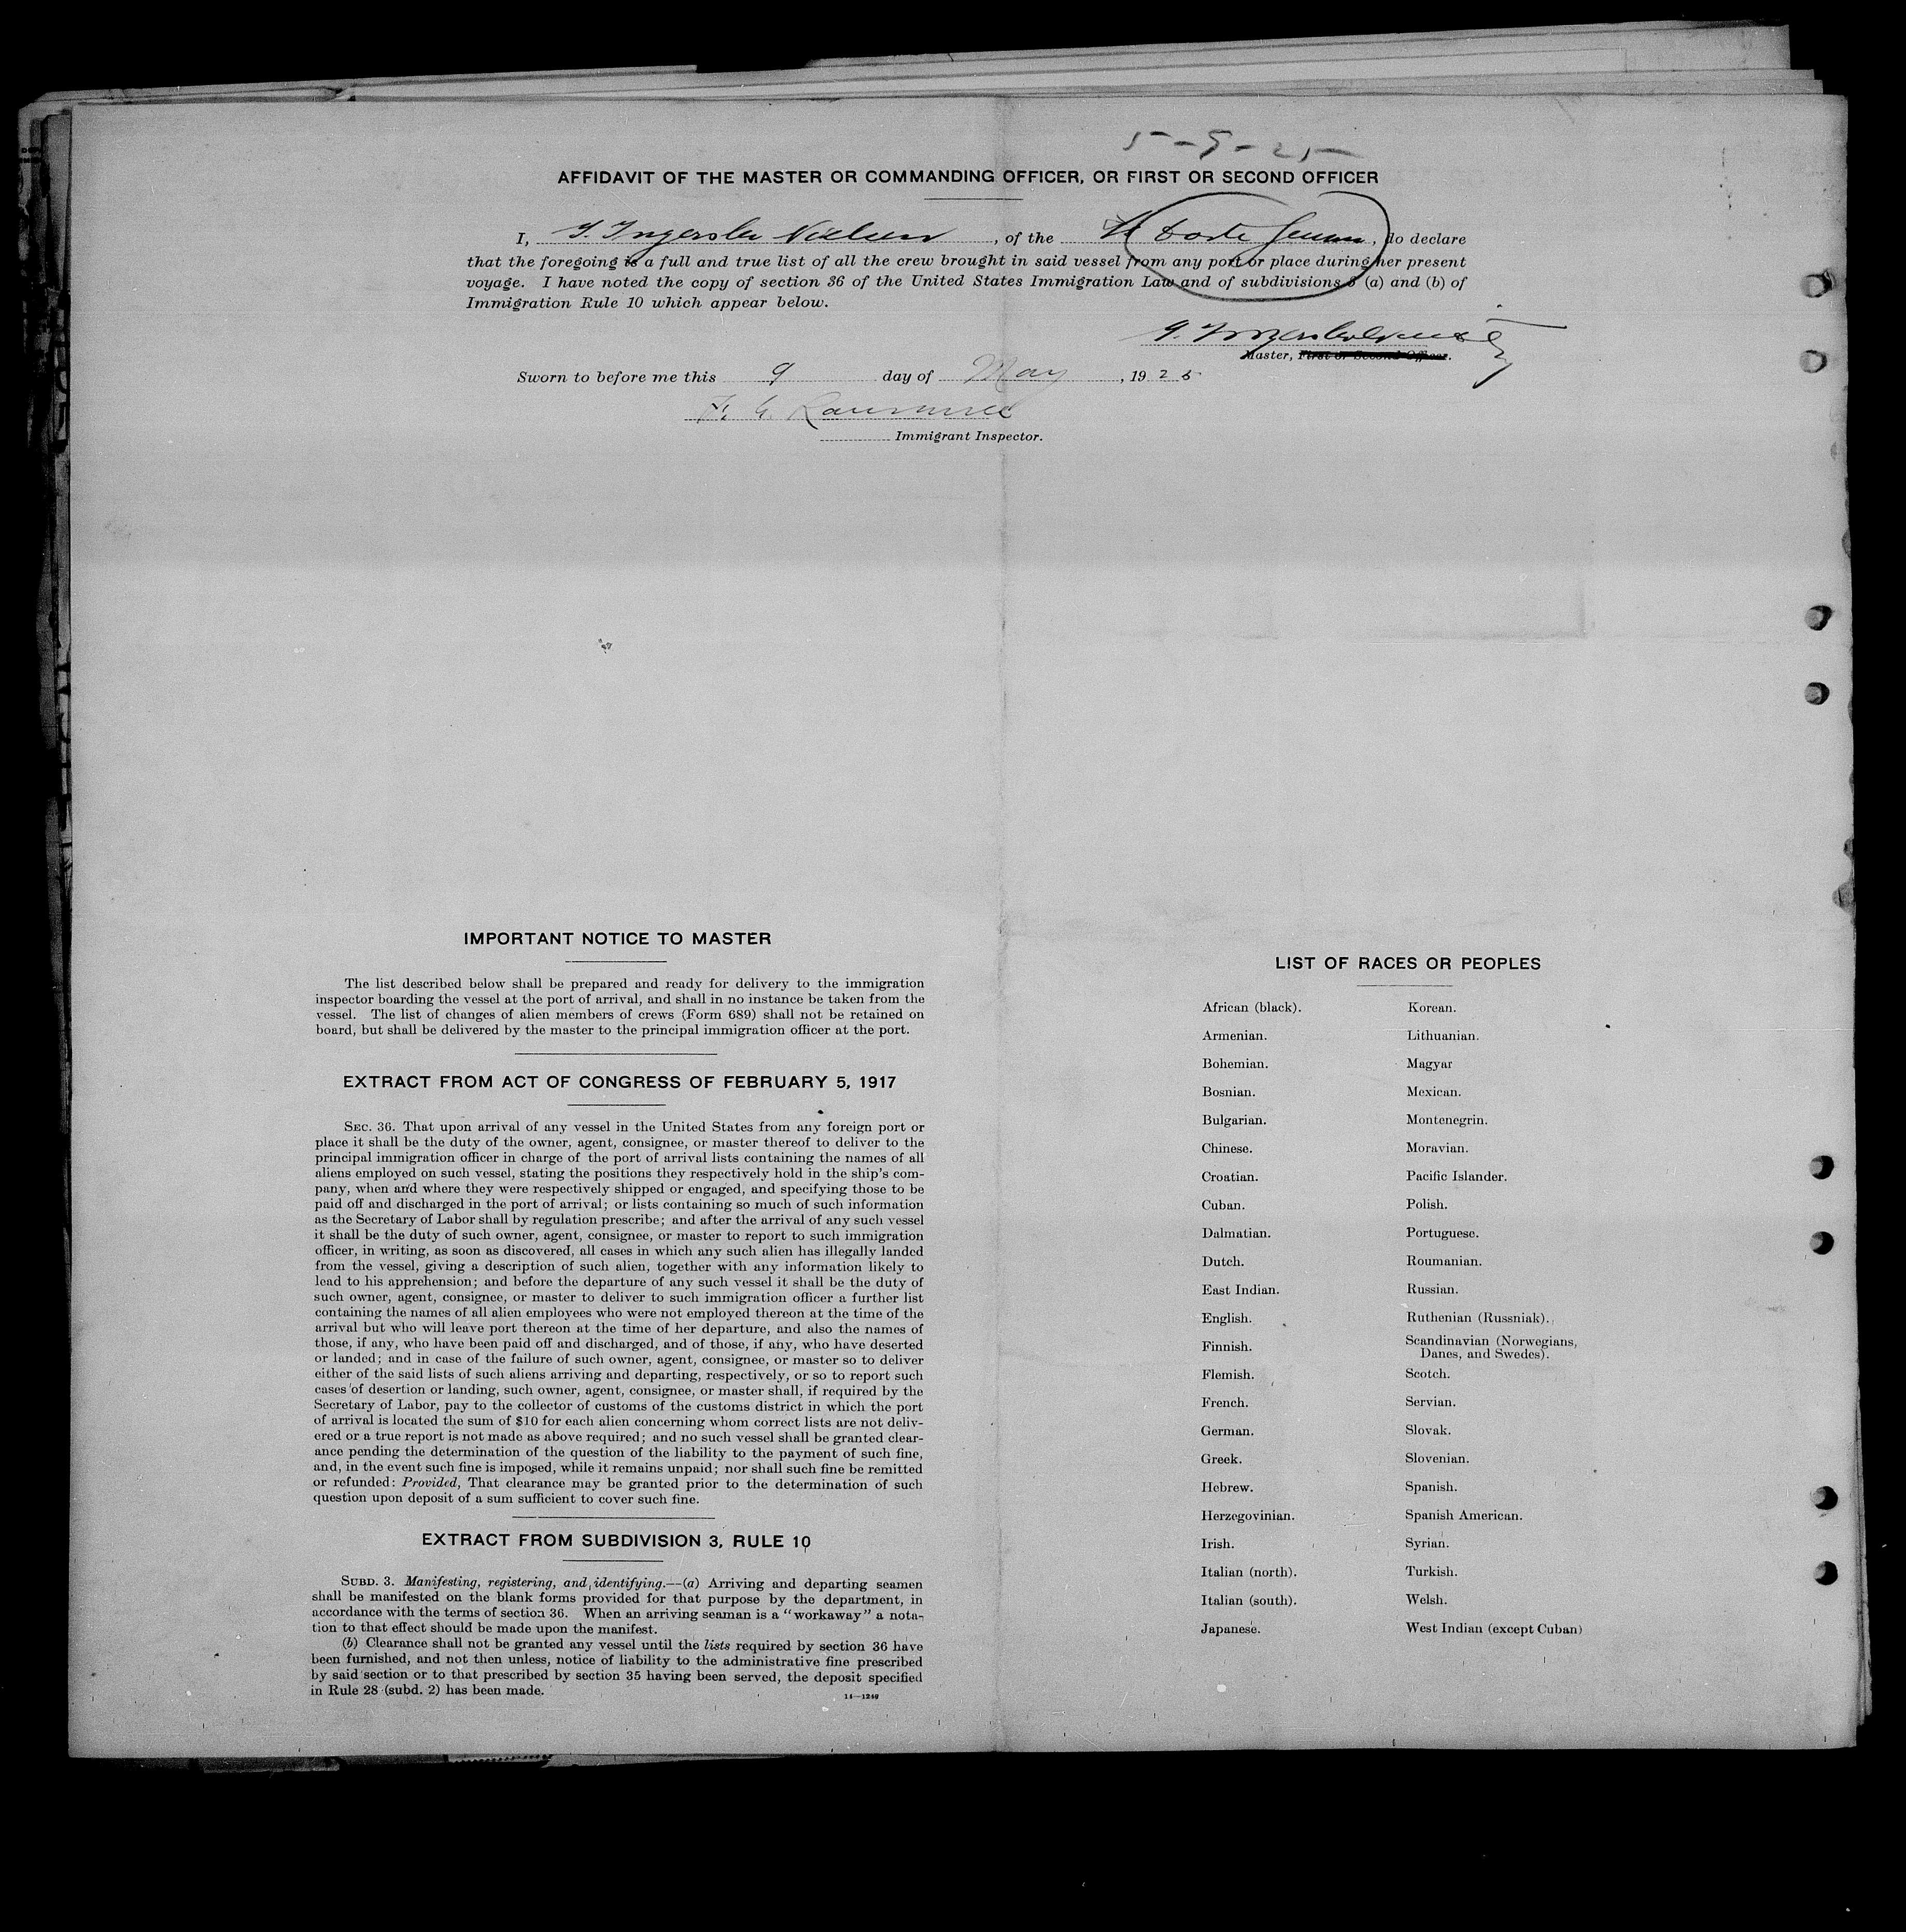 5-9-25
AFFIDAVIT OF THE MASTER OR COMMANDING OFFICER, OR FIRST OR SECOND OFFICER
I, Nielsen, of the Dorte Jensen, do declare
that the foregoing is a full and true list of all the crew brought in said vessel from any port or place during her present
voyage. I have noted the copy of section 36 of the United States Immigration Law and of subdivisions 3 (a) and (b) of
Immigration Rule 10 which appear below.
Master, First or Second Officer.
Sworn to before me this 9 day of May, 1925
Immigrant Inspector.
IMPORTANT NOTICE TO MASTER
The list described below shall be prepared and ready for delivery to the immigration
inspector boarding the vessel at the port of arrival, and shall in no instance be taken from the
vessel. The list of changes of alien members of crews (Form 689) shall not be retained on
board, but shall be delivered by the master to the principal immigration officer at the port.
EXTRACT FROM ACT OF CONGRESS OF FEBRUARY 5, 1917
SEC. 36. That upon arrival of any vessel in the United States from any foreign port or
place it shall be the duty of the owner, agent, consignee, or master thereof to deliver to the
principal immigration officer in charge of the port of arrival lists containing the names of all
aliens employed on such vessel, stating the positions they respectively hold in the ship's com-
pany, when and where they were respectively shipped or engaged, and specifying those to be
paid off and discharged in the port of arrival; or lists containing so much of such information
as the Secretary of Labor shall by regulation prescribe; and after the arrival of any such vessel
it shall be the duty of such owner, agent, consignee, or master to report to such immigration
officer, in writing, as soon as discovered, all cases in which any such alien has illegally landed
from the vessel, giving a description of such alien, together with any information likely to
lead to his apprehension; and before the departure of any such vessel it shall be the duty of
such owner, agent, consignee, or master to deliver to such immigration officer a further list
containing the names of all alien employees who were not employed thereon at the time of the
arrival but who will leave port thereon at the time of her departure, and also the names of
those, if any, who have been paid off and discharged, and of those, if any, who have deserted
or landed; and in case of the failure of such owner, agent, consignee, or master so to deliver
either of the said lists of such aliens arriving and departing, respectively, or so to report such
cases of desertion or landing, such owner, agent, consignee, or master shall, if required by the
Secretary of Labor, pay to the collector of customs of the customs district in which the port
of arrival is located the sum of $10 for each alien concerning whom correct lists are not deliv-
ered or a true report is not made as above required; and no such vessel shall be granted clear-
ance pending the determination of the question of the liability to the payment of such fine,
and, in the event such fine is imposed, while it remains unpaid; nor shall such fine be remitted
or refunded: Provided, That clearance may be granted prior to the determination of such
question upon deposit of a sum sufficient to cover such fine.
EXTRACT FROM SUBDIVISION 3, RULE 10
SUBD. 3. Manifesting, registering, and identifying.—(a) Arriving and departing seamen
shall be manifested on the blank forms provided for that purpose by the department, in
accordance with the terms of section 36. When an arriving seaman is a "workaway" a nota-
tion to that effect should be made upon the manifest.
(b) Clearance shall not be granted any vessel until the lists required by section 36 have
been furnished, and not then unless, notice of liability to the administrative fine prescribed
by said section or to that prescribed by section 35 having been served, the deposit specified
in Rule 28 (subd. 2) has been made.
14—1240
LIST OF RACES OR PEOPLES
African (black).
Armenian.
Bohemian.
Bosnian.
Bulgarian.
Chinese.
Croatian.
Cuban.
Dalmatian.
Dutch.
East Indian.
English.
Finnish.
Flemish.
French.
German.
Greek.
Hebrew.
Herzegovinian.
Irish.
Italian (north).
Italian (south).
Japanese.
Korean.
Lithuanian.
Magyar
Mexican.
Montenegrin.
Moravian.
Pacific Islander.
Polish.
Portuguese.
Roumanian.
Russian.
Ruthenian (Russniak).
Scandinavian (Norwegians,
Danes, and Swedes).
Scotch.
Servian.
Slovak.
Slovenian.
Spanish.
Spanish American.
Syrian.
Turkish.
Welsh.
West Indian (except Cuban)